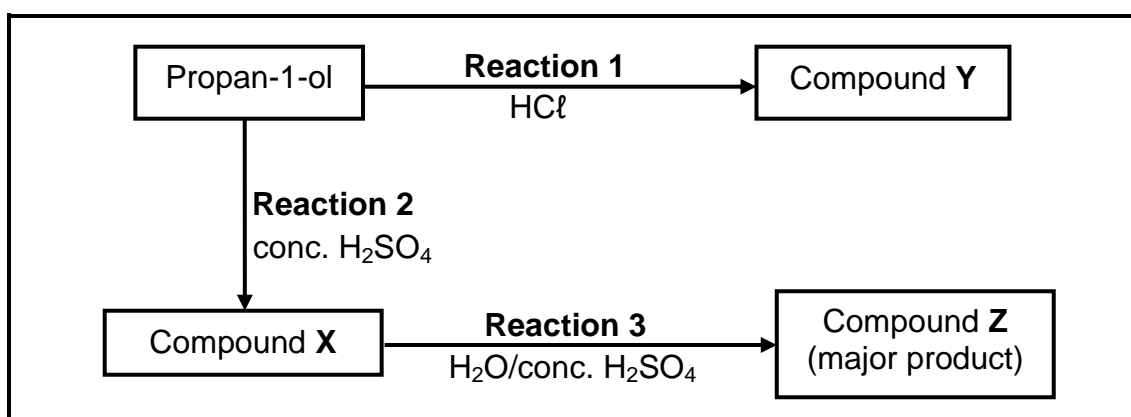 Propan-1-ol
Reaction 1
HCℓ
Compound Y
Reaction 2
conc. H₂SO₄
Compound X
Reaction 3
H₂O/conc. H₂SO₄
Compound Z
(major product)